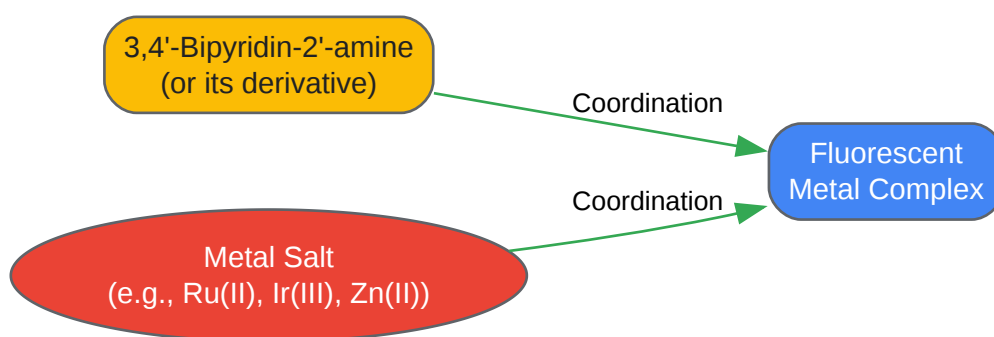 3,4'-Bipyridin-2'-amine
(or its derivative)
Coordination
Fluorescent
Metal Complex
Coordination
Metal Salt
(e.g., Ru(II), Ir(III), Zn(II))